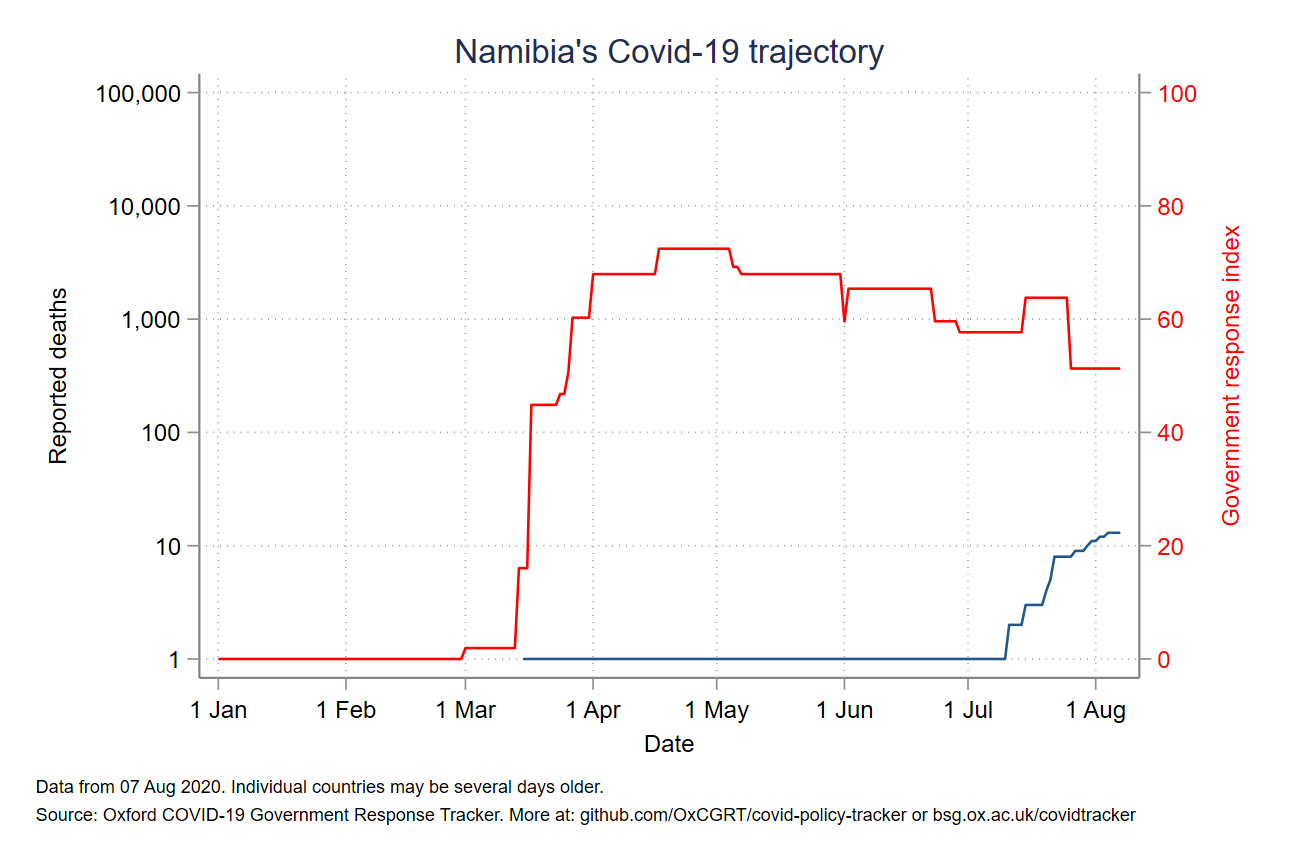 Namibia's Covid-19 trajectory
100,000
10,000
1,000
100
10
1
Reported deaths
100
80
60
40
20
0
Government response index
1 Jan
1 Feb
1 Mar
1 Apr
1 May
1 Jun
1 Jul
1 Aug
Date
Data from 07 Aug 2020. Individual countries may be several days older.
Source: Oxford COVID-19 Government Response Tracker. More at: github.com/OxCGRT/covid-policy-tracker or bsg.ox.ac.uk/covidtracker